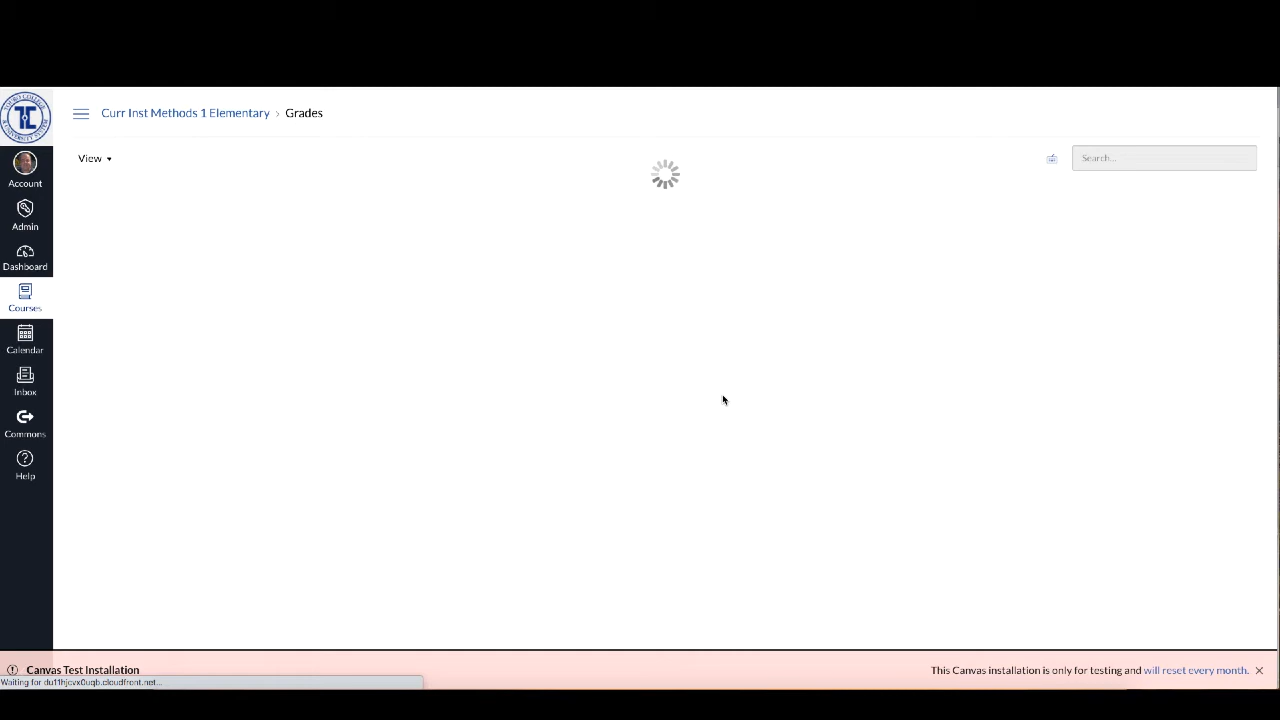 Curr Inst Methods 1 Elementary › Grades
View
Search...
Account
Admin
Dashboard
Courses
Calendar
Inbox
Commons
Help
Canvas Test Installation
This Canvas installation is only for testing and will reset every month.
Waiting for du11hjcvx0uqb.cloudfront.net...